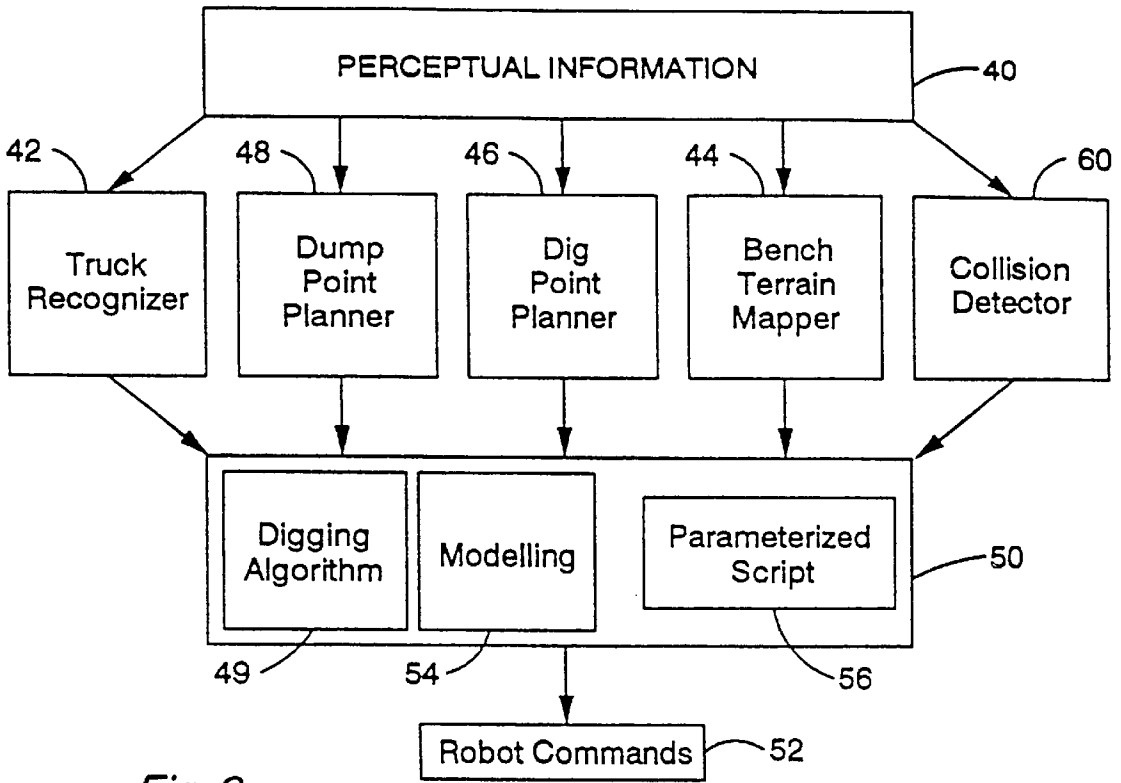 PERCEPTUAL INFORMATION
40
42
48
46
44
60
Truck
Recognizer
Dump
Point
Planner
Dig
Point
Planner
Bench
Terrain
Mapper
Collision
Detector
Digging
Algorithm
Modelling
Parameterized
Script
50
49
54
56
Robot Commands
52